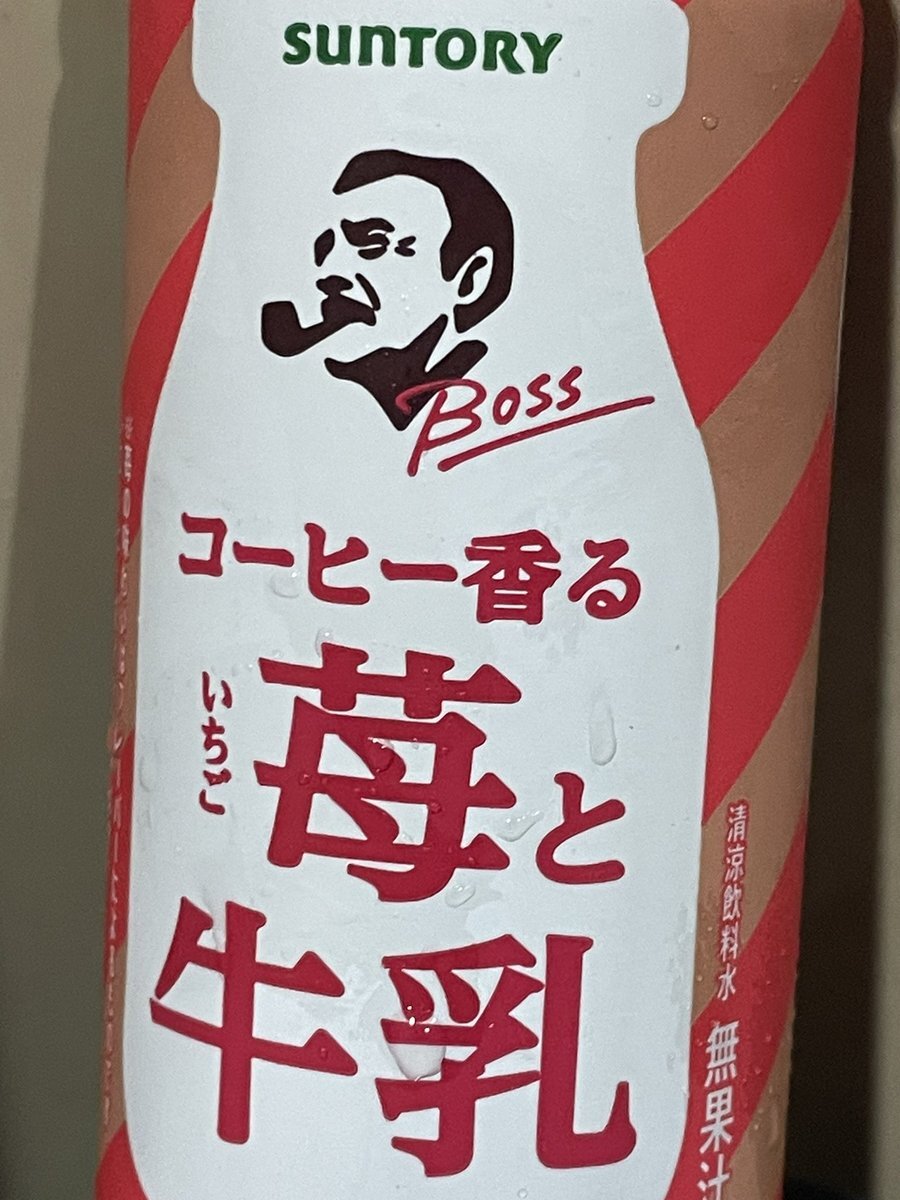 SUNTORY
Boss
コーヒー香る
いちご
苺と
牛乳
清涼飲料水 無果汁